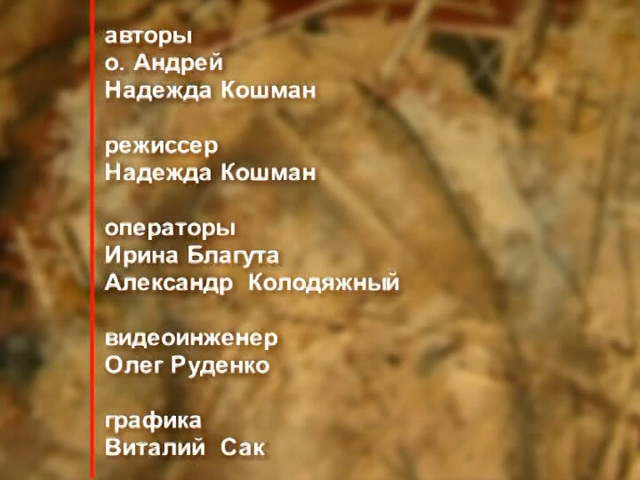 авторы
о. Андрей
Надежда Кошман
режиссер
Надежда Кошман
операторы
Ирина Благута
Александр Колодяжный
видеоинженер
Олег Руденко
графика
Виталий Сак